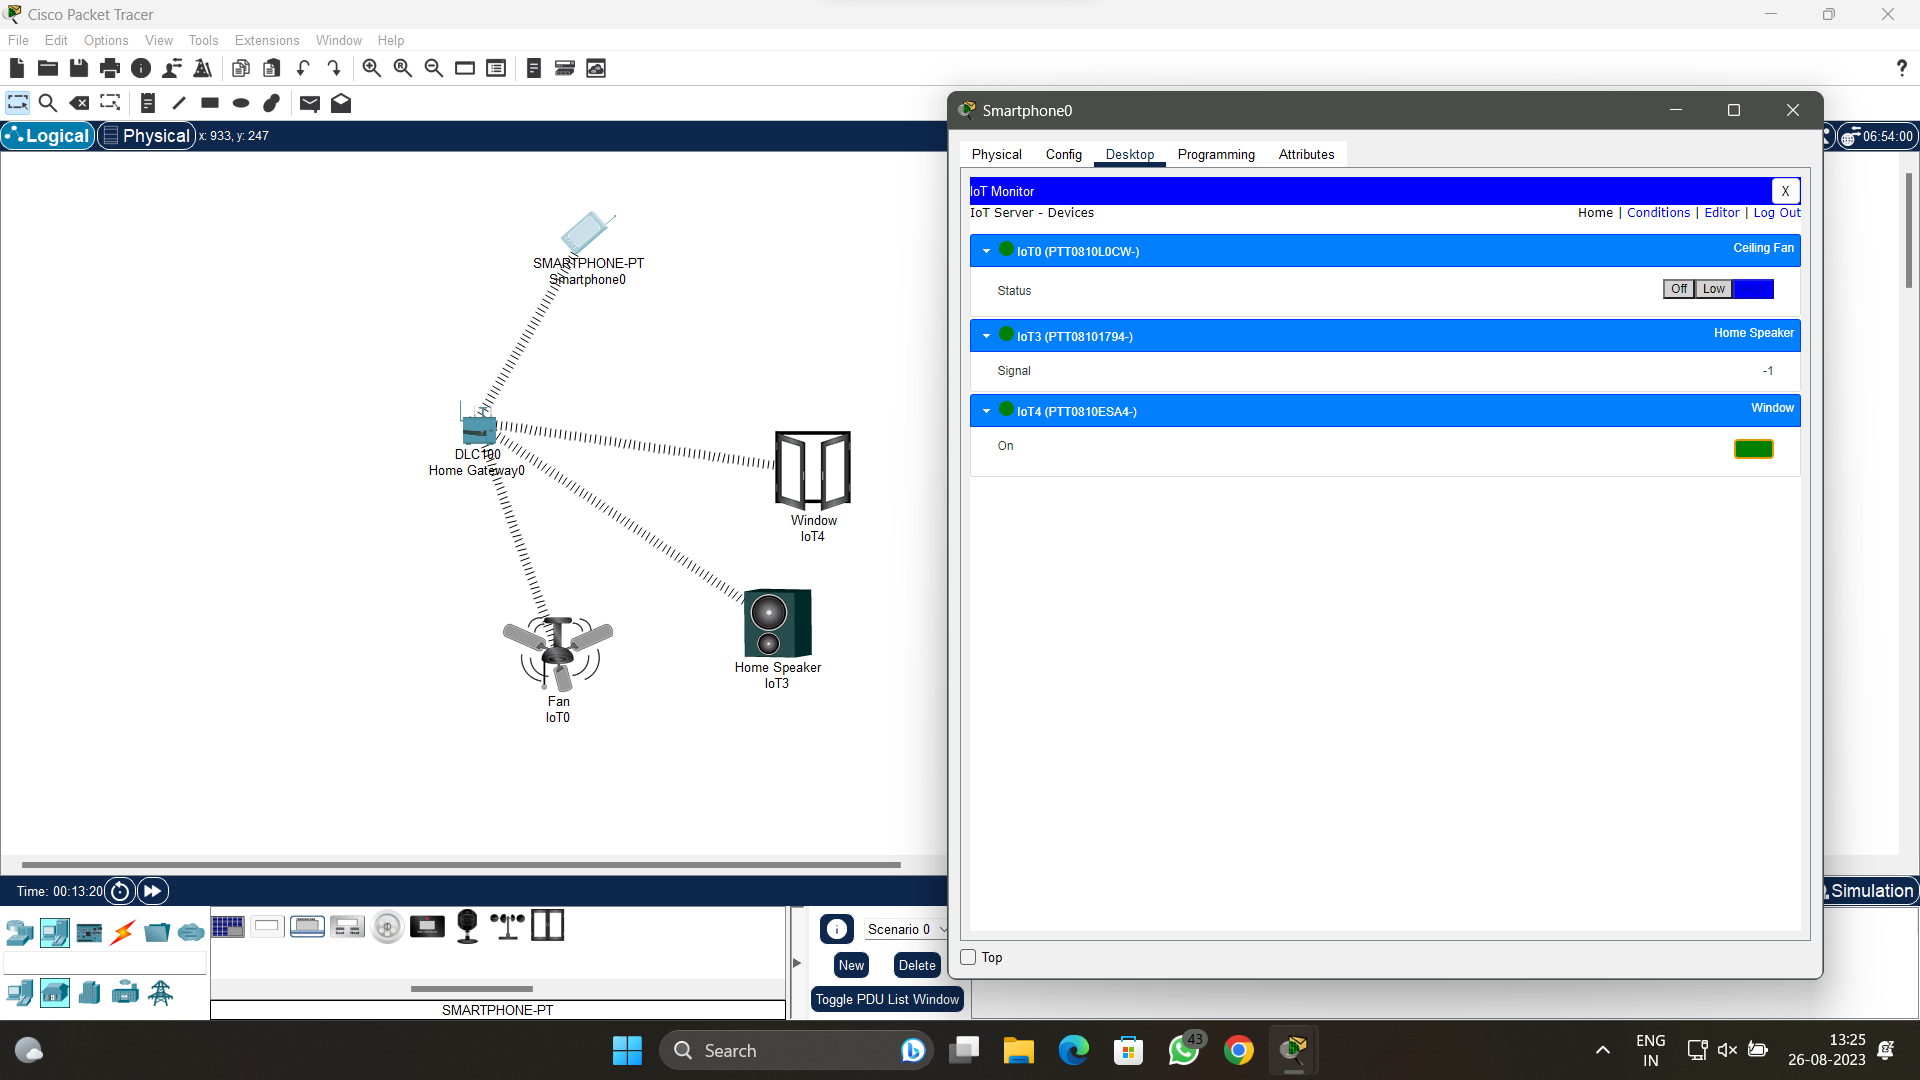 Cisco Packet Tracer
File Edit Options View Tools Extensions Window Help
Logical Physical x: 933, y: 247
06:54:00
SMARTPHONE-PT
Smartphone0
DLC100
Home Gateway0
Window
IoT4
Home Speaker
IoT3
Fan
IoT0
Smartphone0
Physical Config Desktop Programming Attributes
IoT Monitor X
IoT Server - Devices Home | Conditions | Editor | Log Out
IoT0 (PTT0810L0CW-) Ceiling Fan
Status Off Low
IoT3 (PTT08101794-) Home Speaker
Signal -1
IoT4 (PTT0810ESA4-) Window
On
Top
Time: 00:13:20
Simulation
Scenario 0
New Delete
Toggle PDU List Window
SMARTPHONE-PT
Search
43
ENG
IN
13:25
26-08-2023